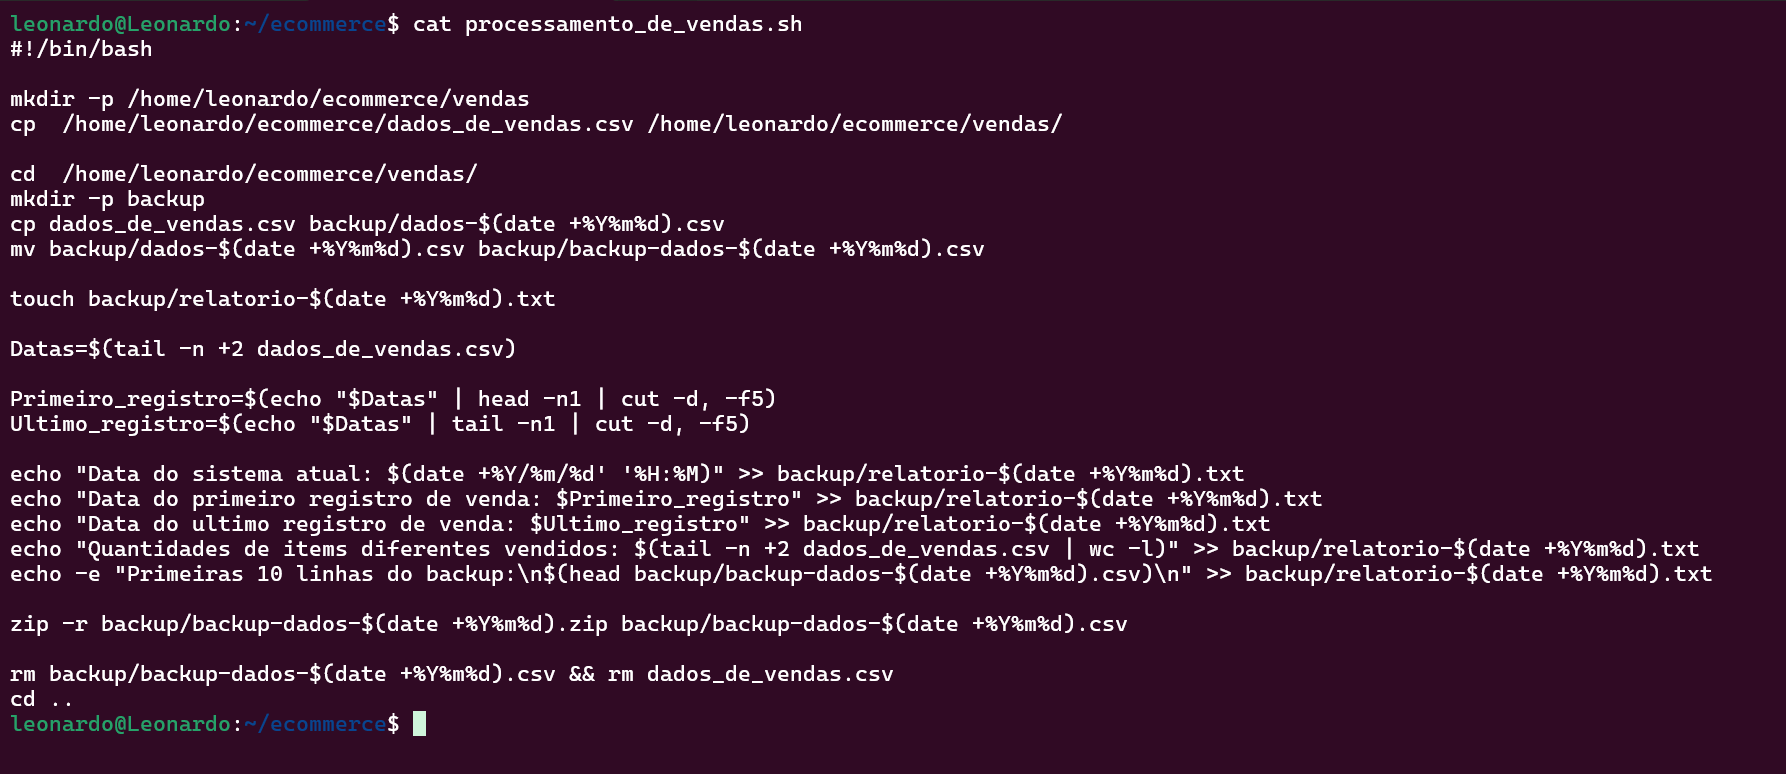 leonardo@Leonardo:~/ecommerce$ cat processamento_de_vendas.sh
#!/bin/bash

mkdir -p /home/leonardo/ecommerce/vendas
cp  /home/leonardo/ecommerce/dados_de_vendas.csv /home/leonardo/ecommerce/vendas/

cd  /home/leonardo/ecommerce/vendas/
mkdir -p backup
cp dados_de_vendas.csv backup/dados-$(date +%Y%m%d).csv
mv backup/dados-$(date +%Y%m%d).csv backup/backup-dados-$(date +%Y%m%d).csv

touch backup/relatorio-$(date +%Y%m%d).txt

Datas=$(tail -n +2 dados_de_vendas.csv)

Primeiro_registro=$(echo "$Datas" | head -n1 | cut -d, -f5)
Ultimo_registro=$(echo "$Datas" | tail -n1 | cut -d, -f5)

echo "Data do sistema atual: $(date +%Y/%m/%d' '%H:%M)" >> backup/relatorio-$(date +%Y%m%d).txt
echo "Data do primeiro registro de venda: $Primeiro_registro" >> backup/relatorio-$(date +%Y%m%d).txt
echo "Data do ultimo registro de venda: $Ultimo_registro" >> backup/relatorio-$(date +%Y%m%d).txt
echo "Quantidades de items diferentes vendidos: $(tail -n +2 dados_de_vendas.csv | wc -l)" >> backup/relatorio-$(date +%Y%m%d).txt
echo -e "Primeiras 10 linhas do backup:\n$(head backup/backup-dados-$(date +%Y%m%d).csv)\n" >> backup/relatorio-$(date +%Y%m%d).txt

zip -r backup/backup-dados-$(date +%Y%m%d).zip backup/backup-dados-$(date +%Y%m%d).csv

rm backup/backup-dados-$(date +%Y%m%d).csv && rm dados_de_vendas.csv
cd ..
leonardo@Leonardo:~/ecommerce$